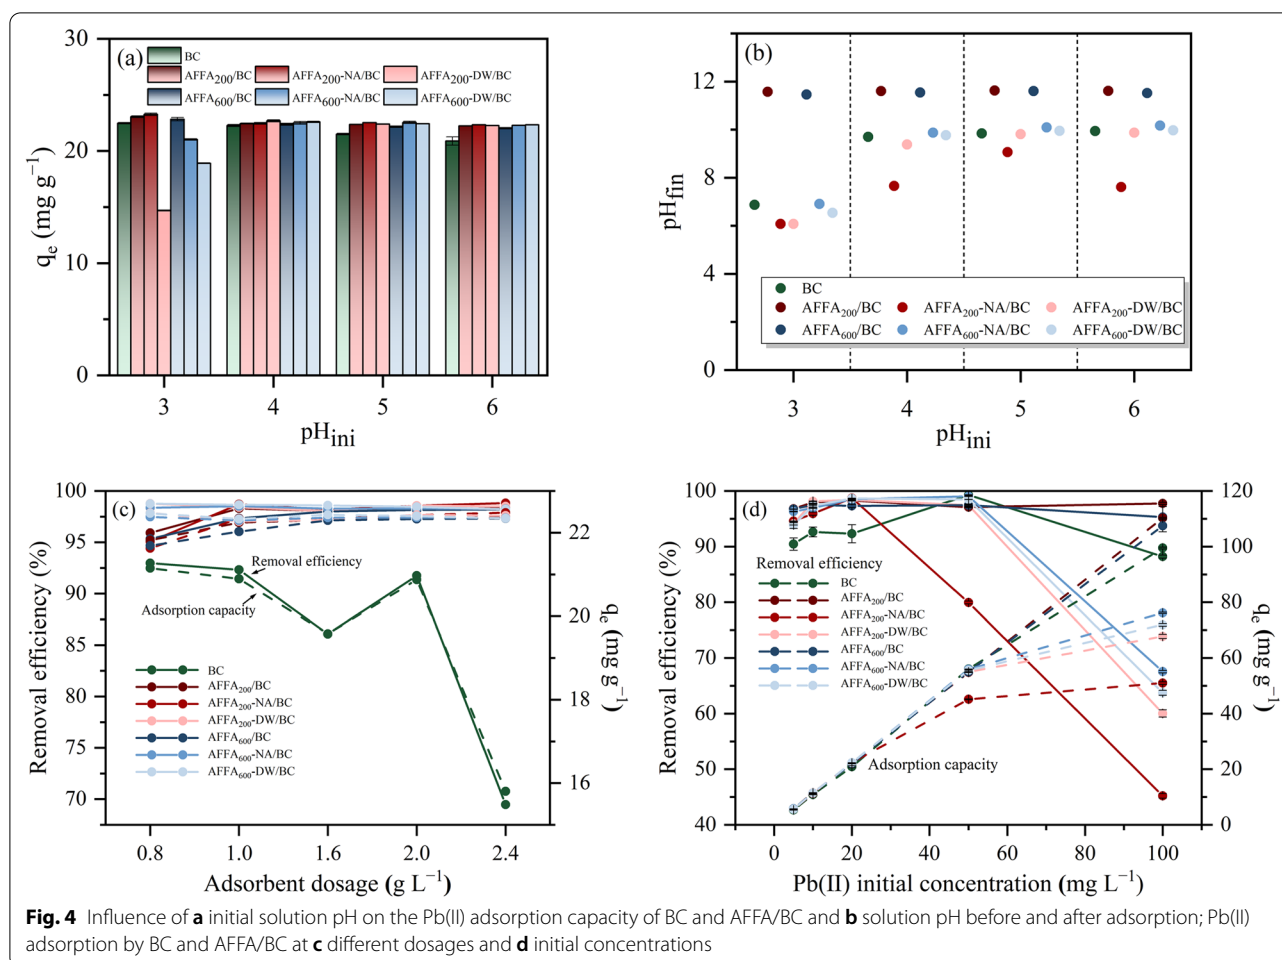 (a)
BC
AFFA200/BC AFFA200-NA/BC AFFA200-DW/BC
AFFA600/BC AFFA600-NA/BC AFFA600-DW/BC
30
20
10
0
qe (mg g−1)
3 4 5 6
pHini
(b)
12
8
4
0
pHfin
BC
AFFA200/BC AFFA200-NA/BC AFFA200-DW/BC
AFFA600/BC AFFA600-NA/BC AFFA600-DW/BC
3 4 5 6
pHini
(c)
100
95
90
85
80
75
70
Removal efficiency (%)
Removal efficiency
Adsorption capacity
BC
AFFA200/BC
AFFA200-NA/BC
AFFA200-DW/BC
AFFA600/BC
AFFA600-NA/BC
AFFA600-DW/BC
22
20
18
16
qe (mg g−1)
0.8 1.0 1.6 2.0 2.4
Adsorbent dosage (g L−1)
(d)
100
90
80
70
60
50
40
Removal efficiency (%)
Removal efficiency
BC
AFFA200/BC
AFFA200-NA/BC
AFFA200-DW/BC
AFFA600/BC
AFFA600-NA/BC
AFFA600-DW/BC
Adsorption capacity
120
100
80
60
40
20
0
qe (mg g−1)
0 20 40 60 80 100
Pb(II) initial concentration (mg L−1)
Fig. 4 Influence of a initial solution pH on the Pb(II) adsorption capacity of BC and AFFA/BC and b solution pH before and after adsorption; Pb(II)
adsorption by BC and AFFA/BC at c different dosages and d initial concentrations